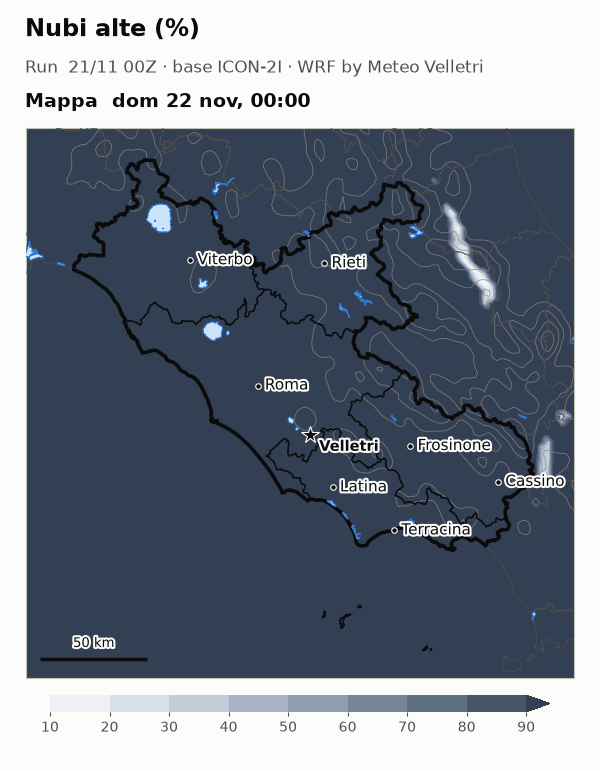 Nubi alte (%)
Run 21/11 00Z · base ICON-2I · WRF by Meteo Velletri
Mappa dom 22 nov, 00:00
Viterbo
Rieti
Roma
Velletri
Frosinone
Cassino
Latina
Terracina
50 km
10 20 30 40 50 60 70 80 90